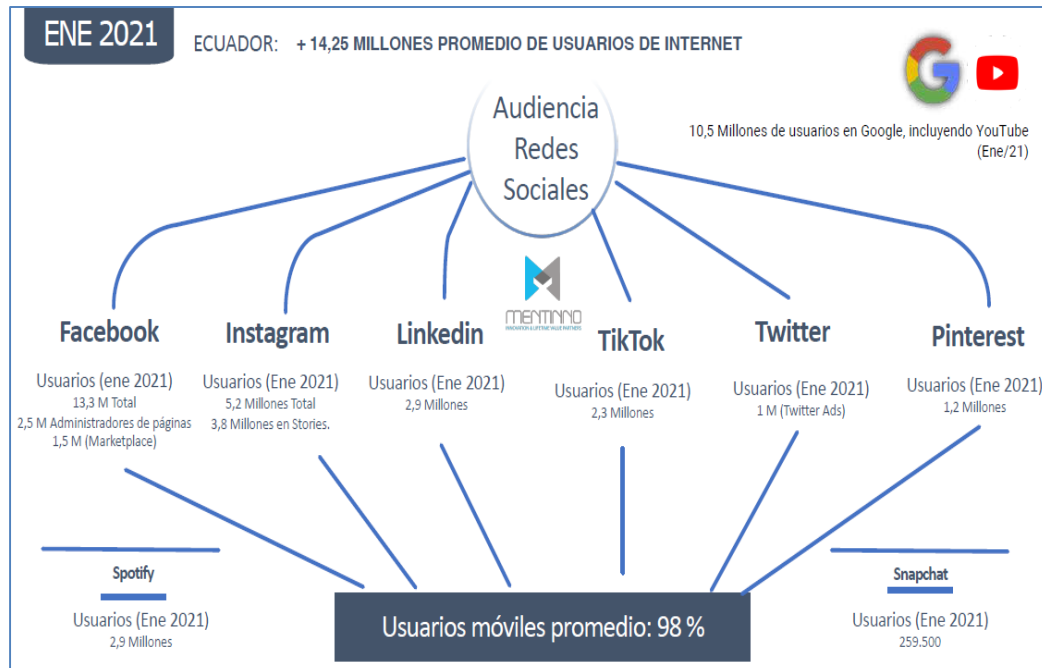 ENE 2021
ECUADOR: + 14,25 MILLONES PROMEDIO DE USUARIOS DE INTERNET
10,5 Millones de usuarios en Google, incluyendo YouTube
(Ene/21)
Audiencia
Redes
Sociales
MENTINNO
INNOVATION & LIFETIME VALUE PARTNERS
Facebook
Usuarios (ene 2021)
13,3 M Total
2,5 M Administradores de páginas
1,5 M (Marketplace)
Instagram
Usuarios (Ene 2021)
5,2 Millones Total
3,8 Millones en Stories.
Linkedin
Usuarios (Ene 2021)
2,9 Millones
TikTok
Usuarios (Ene 2021)
2,3 Millones
Twitter
Usuarios (Ene 2021)
1 M (Twitter Ads)
Pinterest
Usuarios (Ene 2021)
1,2 Millones
Spotify
Usuarios (Ene 2021)
2,9 Millones
Usuarios móviles promedio: 98 %
Snapchat
Usuarios (Ene 2021)
259.500